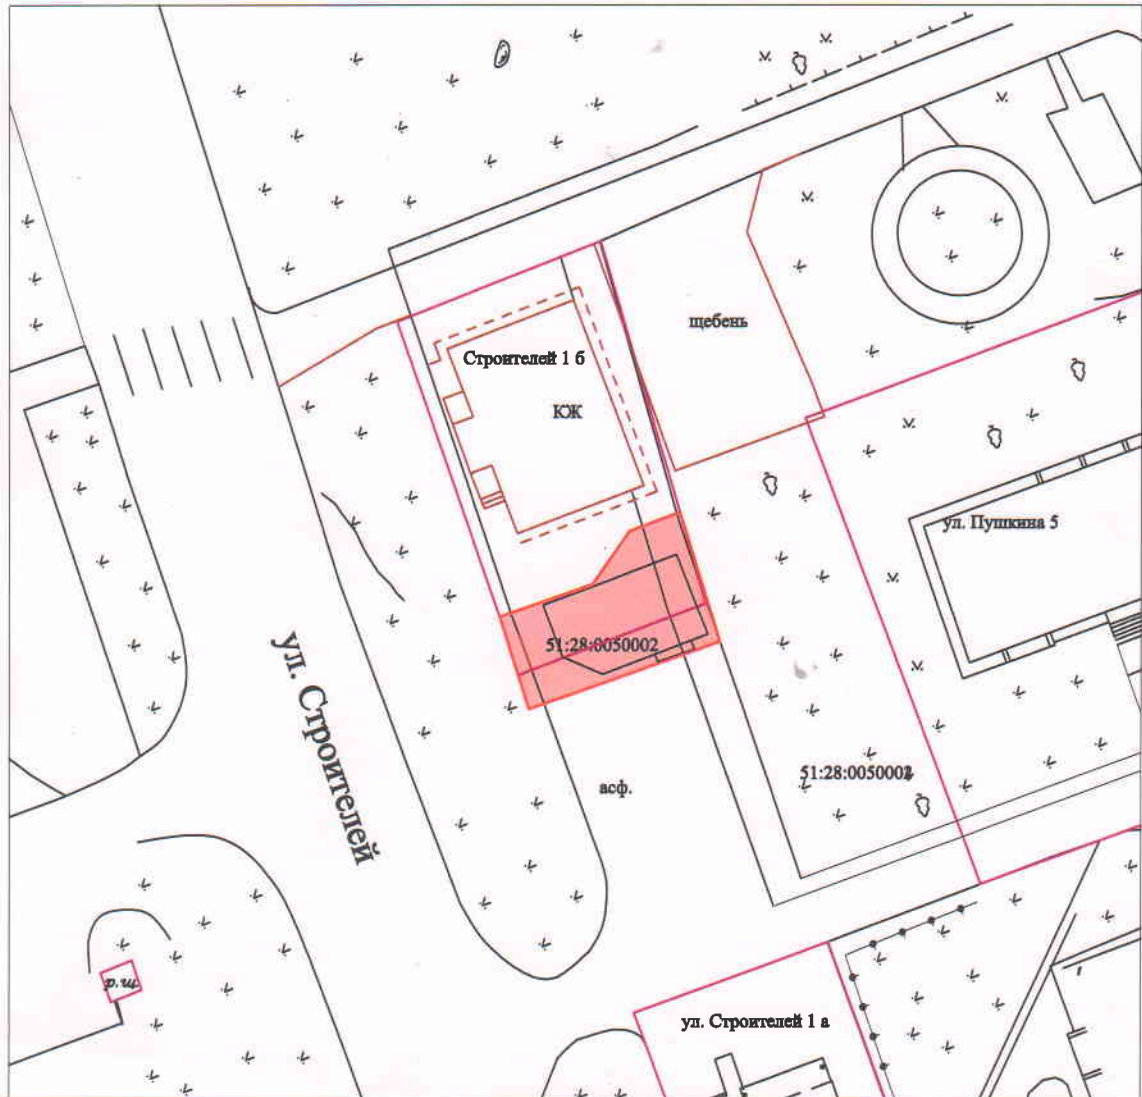 щебень
Строителей 1 б
КЖ
ул. Пушкина 5
51:28:0050002
ул. Строителей
51:28:0050002
асф.
р.щ.
ул. Строителей 1 а